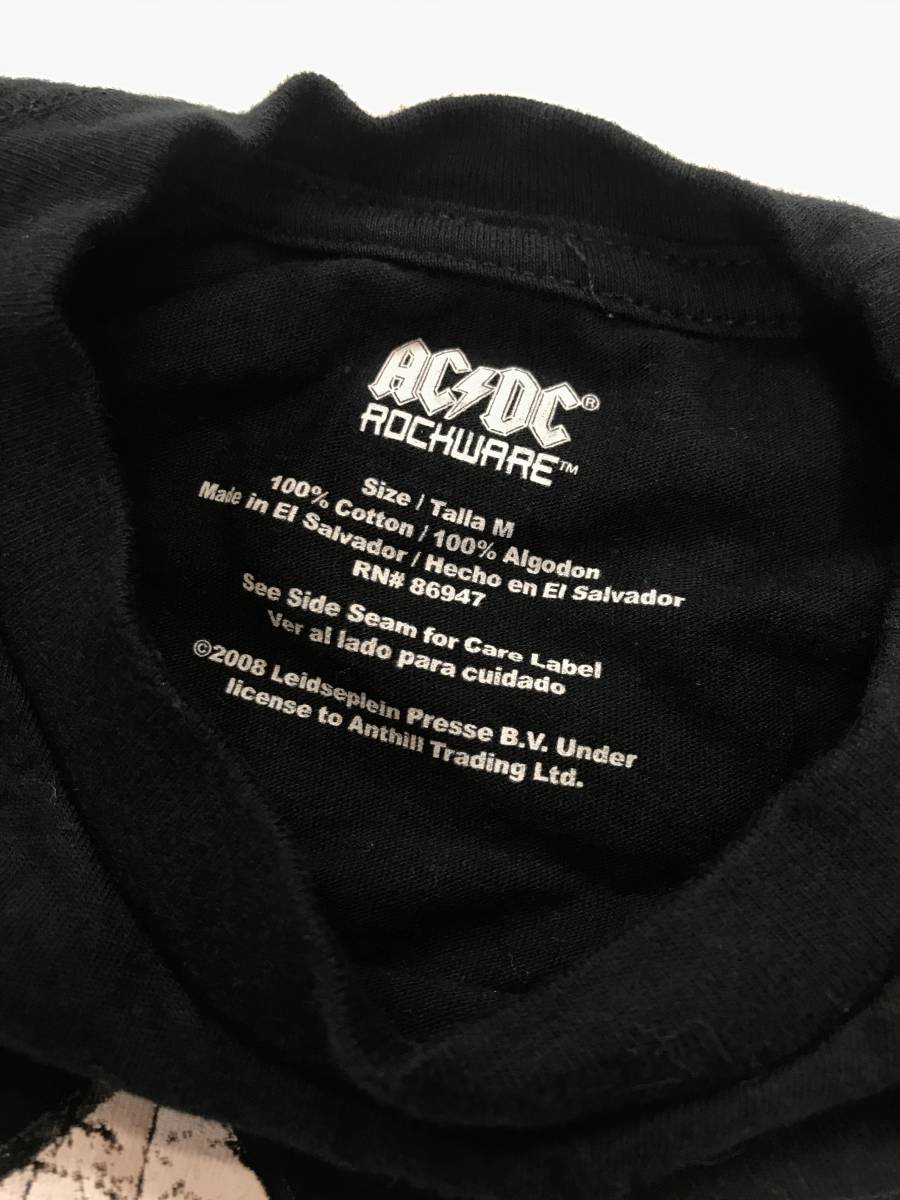 AC⚡DC®
ROCKWARE™
Size / Talla M
100% Cotton / 100% Algodon
Made in El Salvador / Hecho en El Salvador
RN# 86947
See Side Seam for Care Label
Ver al lado para cuidado
©2008 Leidseplein Presse B.V. Under
license to Anthill Trading Ltd.